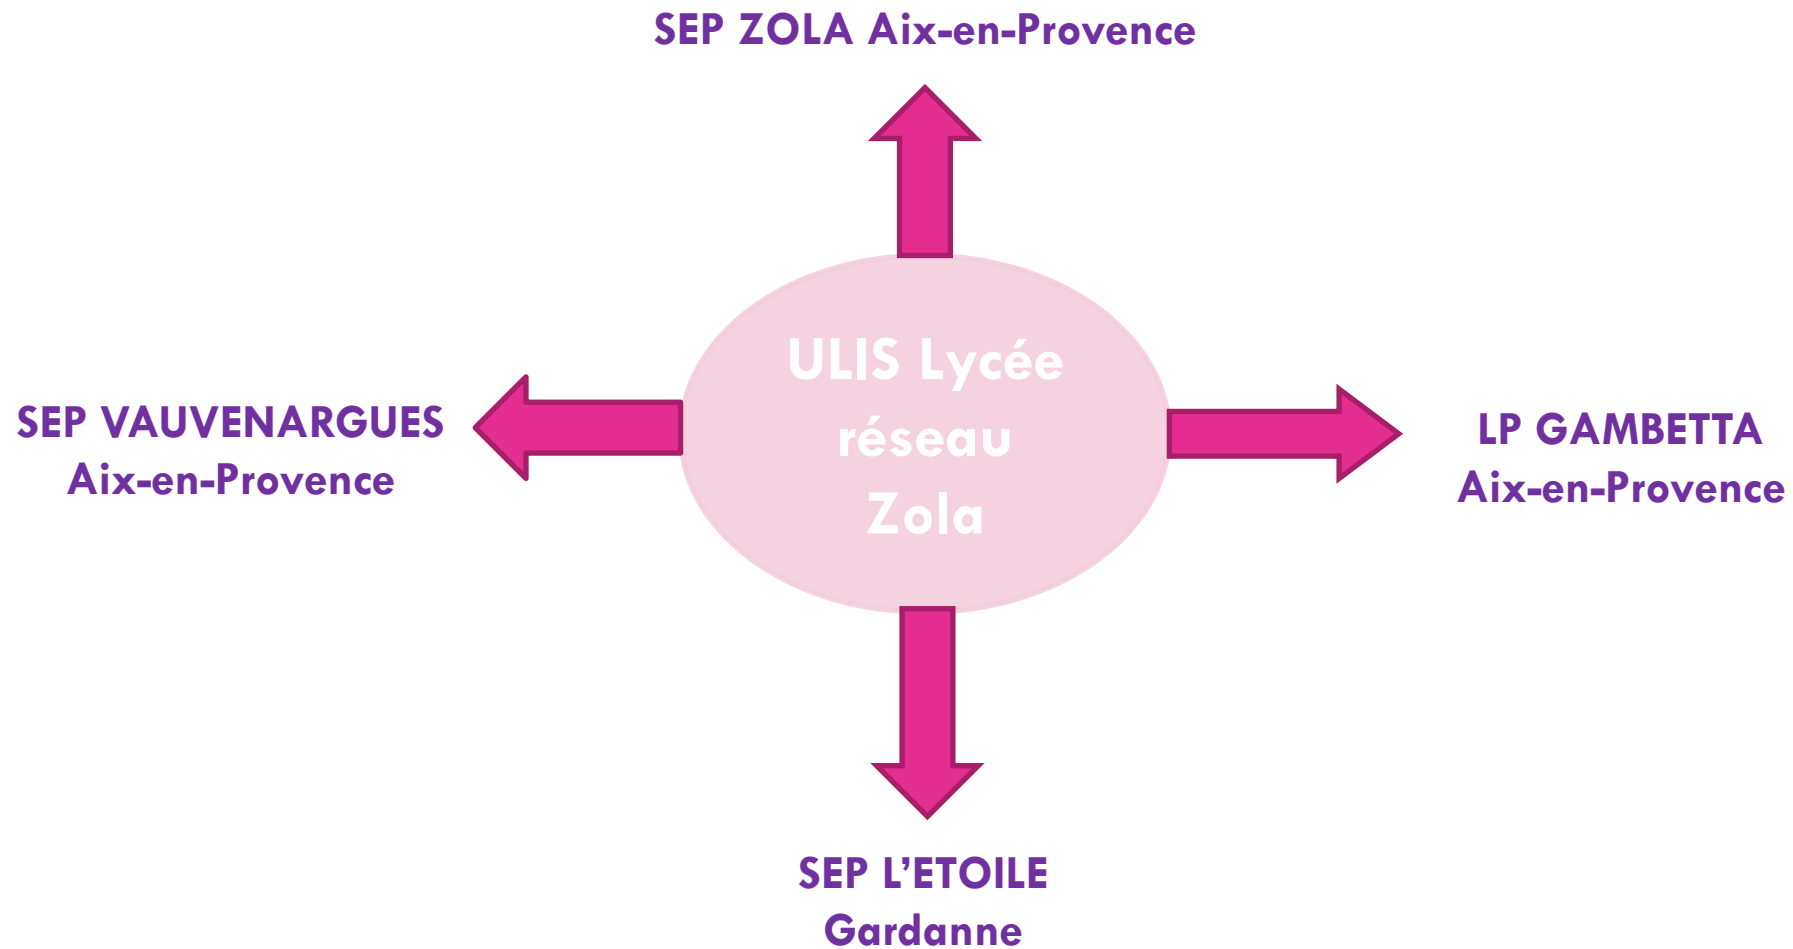 SEP ZOLA Aix-en-Provence
ULIS Lycée
réseau
Zola
SEP VAUVENARGUES
Aix-en-Provence
LP GAMBETTA
Aix-en-Provence
SEP L’ETOILE
Gardanne